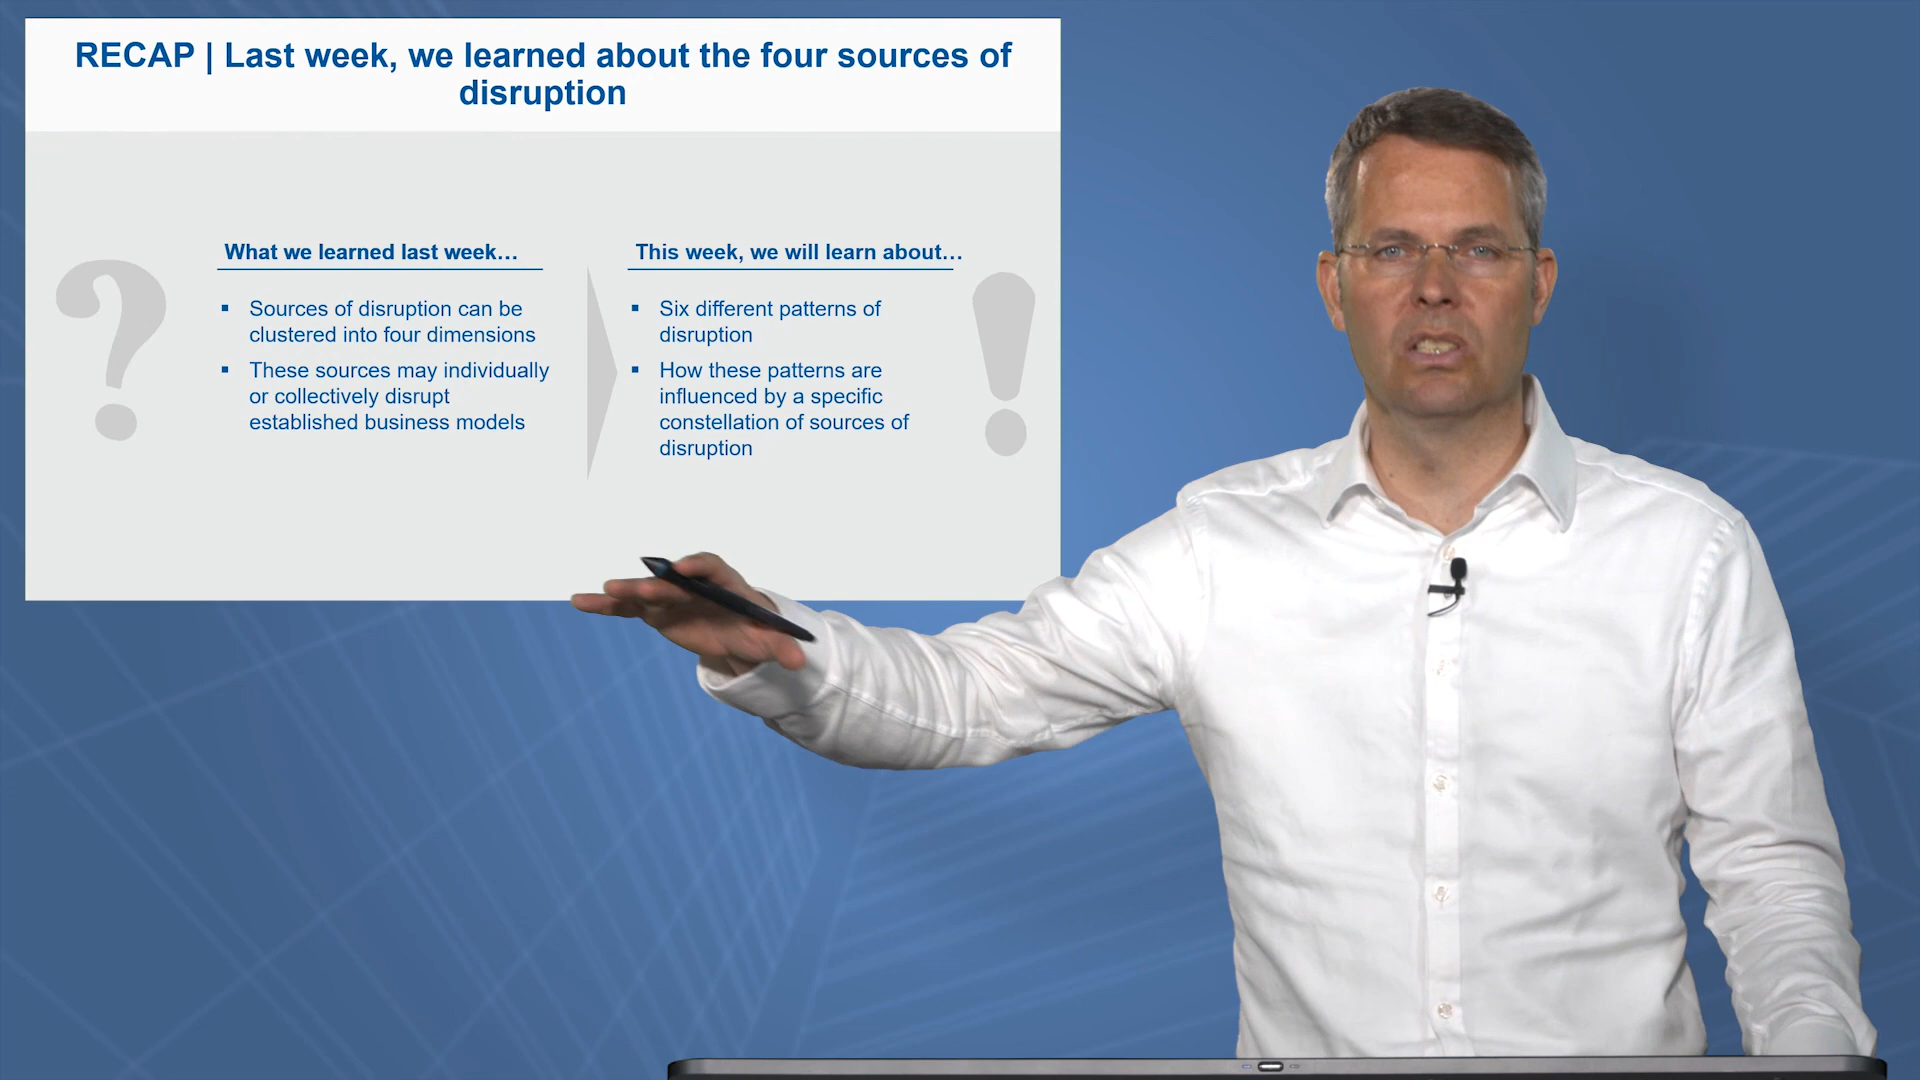 RECAP | Last week, we learned about the four sources of
disruption
What we learned last week…
▪ Sources of disruption can be
clustered into four dimensions
▪ These sources may individually
or collectively disrupt
established business models
This week, we will learn about…
▪ Six different patterns of
disruption
▪ How these patterns are
influenced by a specific
constellation of sources of
disruption
?
!